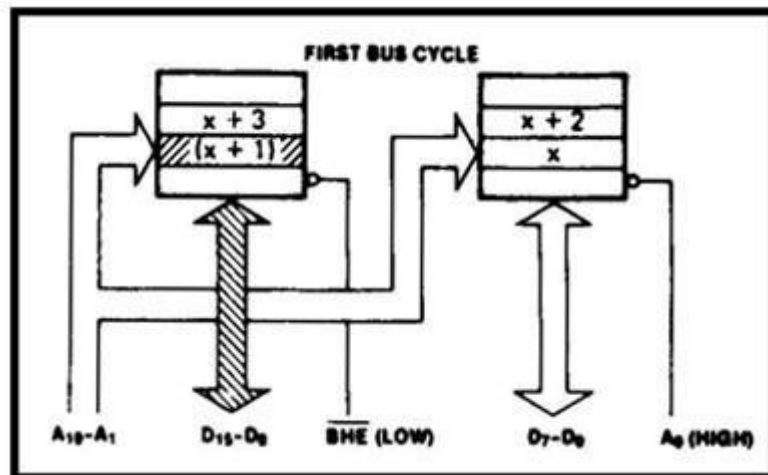 FIRST BUS CYCLE
x + 3
(x + 1)
x + 2
x
A19-A1
D15-D8
BHE (LOW)
D7-D0
A0 (HIGH)